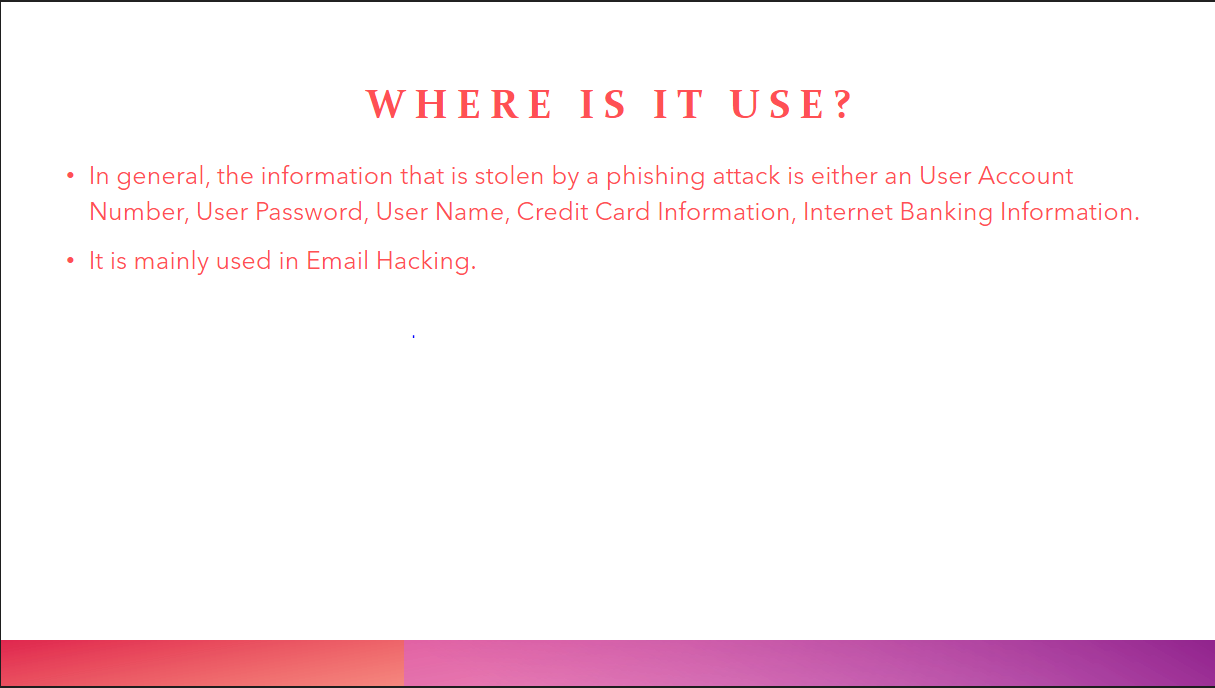 WHERE IS IT USE?
• In general, the information that is stolen by a phishing attack is either an User Account
Number, User Password, User Name, Credit Card Information, Internet Banking Information.
• It is mainly used in Email Hacking.